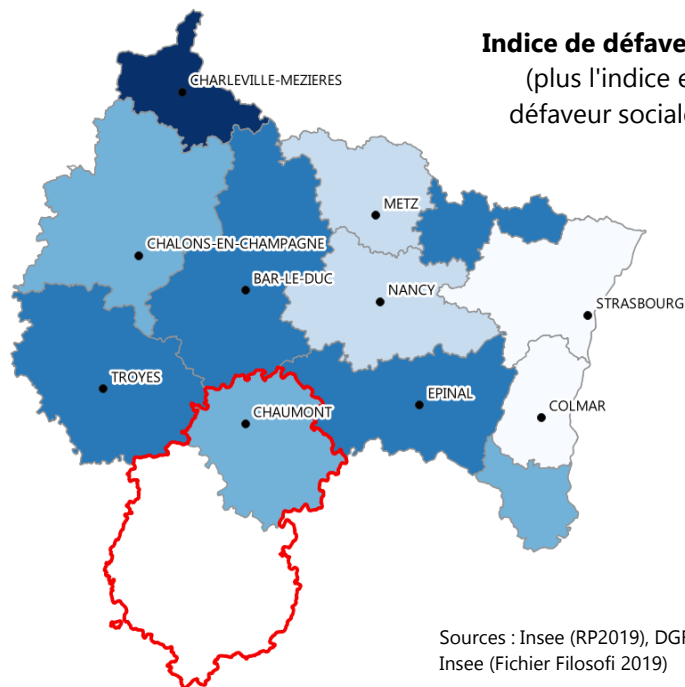 Indice de défave
(plus l'indice e
défaveur sociale
CHARLEVILLE-MEZIERES
METZ
CHALONS-EN-CHAMPAGNE
BAR-LE-DUC
NANCY
STRASBOURG
TROYES
EPINAL
COLMAR
CHAUMONT
Sources : Insee (RP2019), DGF
Insee (Fichier Filosofi 2019)